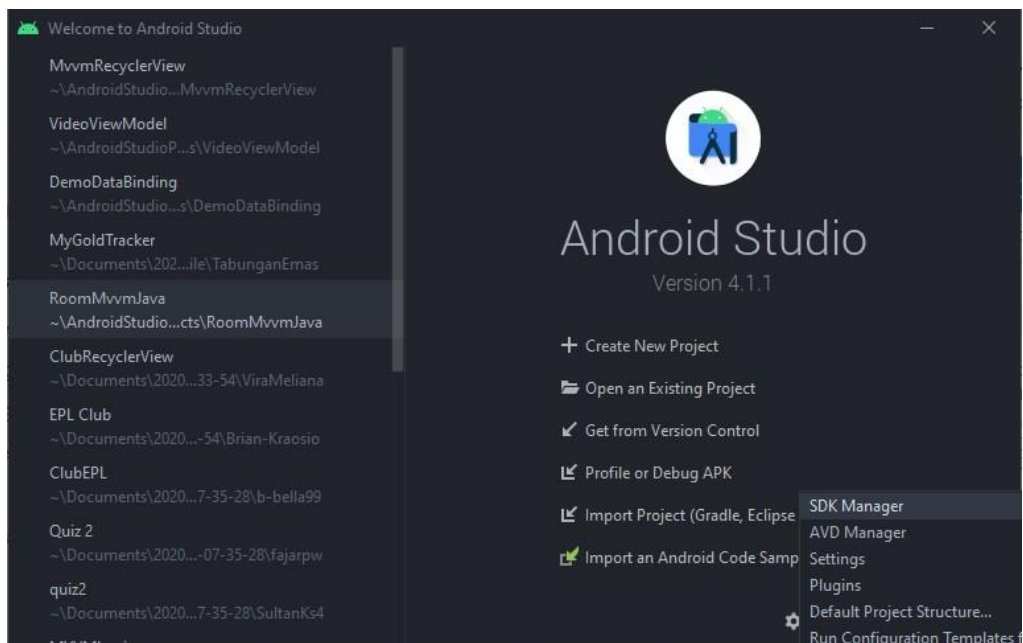 Welcome to Android Studio
MvvmRecyclerView
~\AndroidStudio...MvvmRecyclerView
VideoViewModel
~\AndroidStudioP...s\VideoViewModel
DemoDataBinding
~\AndroidStudio...s\DemoDataBinding
MyGoldTracker
~\Documents\202...ile\TabunganEmas
RoomMvvmJava
~\AndroidStudio...cts\RoomMvvmJava
ClubRecyclerView
~\Documents\2020...33-54\ViraMeliana
EPL Club
~\Documents\2020...-54\Brian-Kraosio
ClubEPL
~\Documents\2020...7-35-28\b-bella99
Quiz 2
~\Documents\2020...-07-35-28\fajarpw
quiz2
~\Documents\2020...7-35-28\SultanKs4
Android Studio
Version 4.1.1
Create New Project
Open an Existing Project
Get from Version Control
Profile or Debug APK
Import Project (Gradle, Eclipse
Import an Android Code Samp
SDK Manager
AVD Manager
Settings
Plugins
Default Project Structure...
Run Configuration Templates